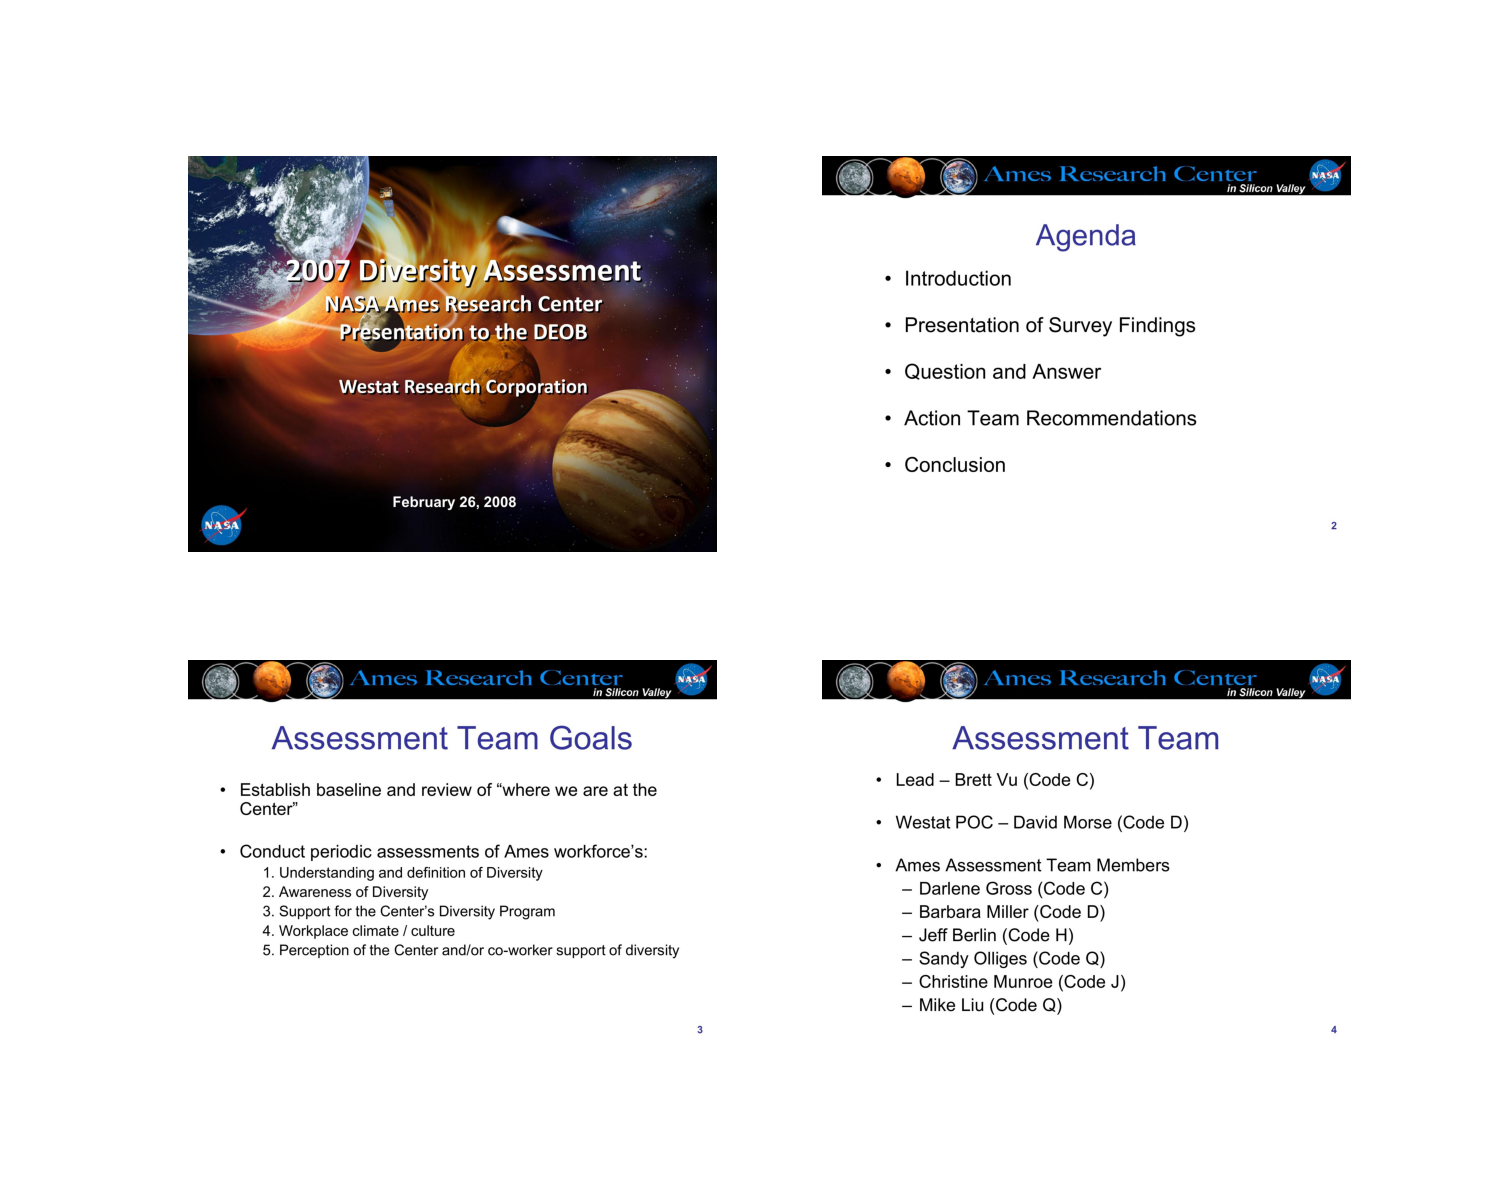 2007 Diversity Assessment
NASA Ames Research Center
Presentation to the DEOB
Westat Research Corporation
February 26, 2008
NASA
Ames Research Center
in Silicon Valley
NASA
Agenda
• Introduction
• Presentation of Survey Findings
• Question and Answer
• Action Team Recommendations
• Conclusion
2
Ames Research Center
in Silicon Valley
NASA
Assessment Team Goals
• Establish baseline and review of “where we are at the
Center”
• Conduct periodic assessments of Ames workforce’s:
1. Understanding and definition of Diversity
2. Awareness of Diversity
3. Support for the Center’s Diversity Program
4. Workplace climate / culture
5. Perception of the Center and/or co-worker support of diversity
3
Ames Research Center
in Silicon Valley
NASA
Assessment Team
• Lead – Brett Vu (Code C)
• Westat POC – David Morse (Code D)
• Ames Assessment Team Members
– Darlene Gross (Code C)
– Barbara Miller (Code D)
– Jeff Berlin (Code H)
– Sandy Olliges (Code Q)
– Christine Munroe (Code J)
– Mike Liu (Code Q)
4